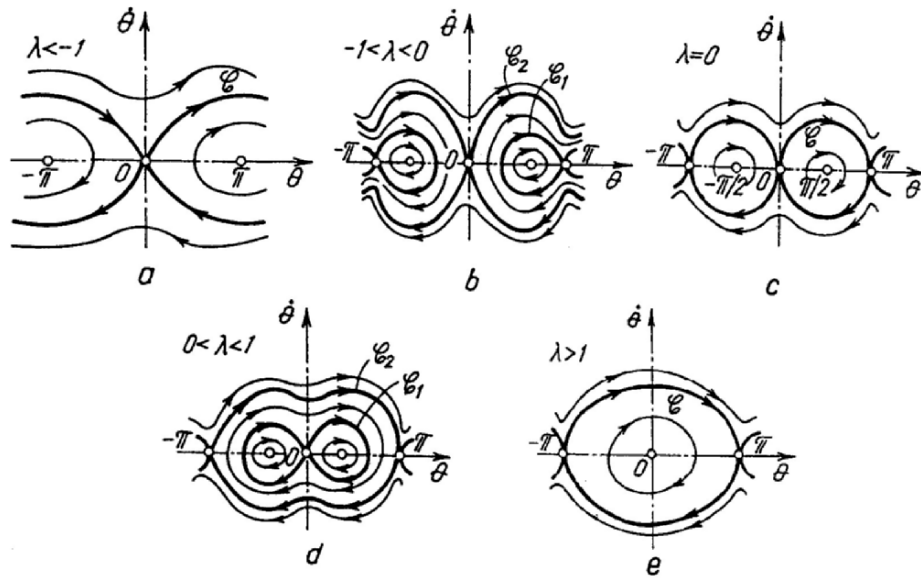 θ̇
λ<-1
𝒞
-π
0
π
θ
a
θ̇
-1<λ<0
𝒞₂
𝒞₁
-π
0
π
θ
b
θ̇
λ=0
𝒞
-π
-π/2
0
π/2
π
θ
c
θ̇
0<λ<1
𝒞₂
𝒞₁
-π
0
π
θ
d
θ̇
λ>1
𝒞
-π
0
π
θ
e